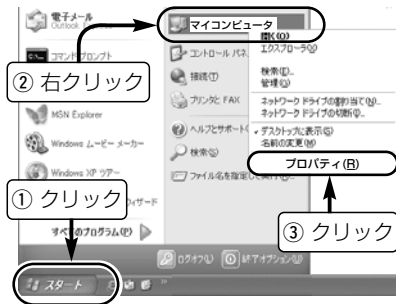 電子メール
Outlook Express
コマンド プロンプト
② 右クリック
MSN Explorer
Windows ムービー メーカー
Windows XP ツアー
① クリック
ウィザード
すべてのプログラム(P)
スタート
マイコンピュータ
コントロール パネ
接続(T)
プリンタと FAX
ヘルプとサポート(
検索(S)
ファイル名を指定して実行(R)...
ログオフ(L)
終了オプション(U)
開く(O)
エクスプローラ(X)
検索(E)...
管理(G)
ネットワーク ドライブの割り当て(N)...
ネットワーク ドライブの切断(I)...
デスクトップに表示(S)
名前の変更(M)
プロパティ(R)
③ クリック